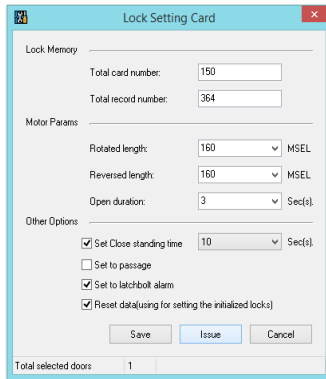 Lock Setting Card
Lock Memory
Total card number: 150
Total record number: 364
Motor Params
Rotated length: 160 MSEL
Reversed length: 160 MSEL
Open duration: 3 Sec(s).
Other Options
Set Close standing time 10 Sec(s).
Set to passage
Set to latchbolt alarm
Reset data(using for setting the initialized locks)
Save Issue Cancel
Total selected doors 1